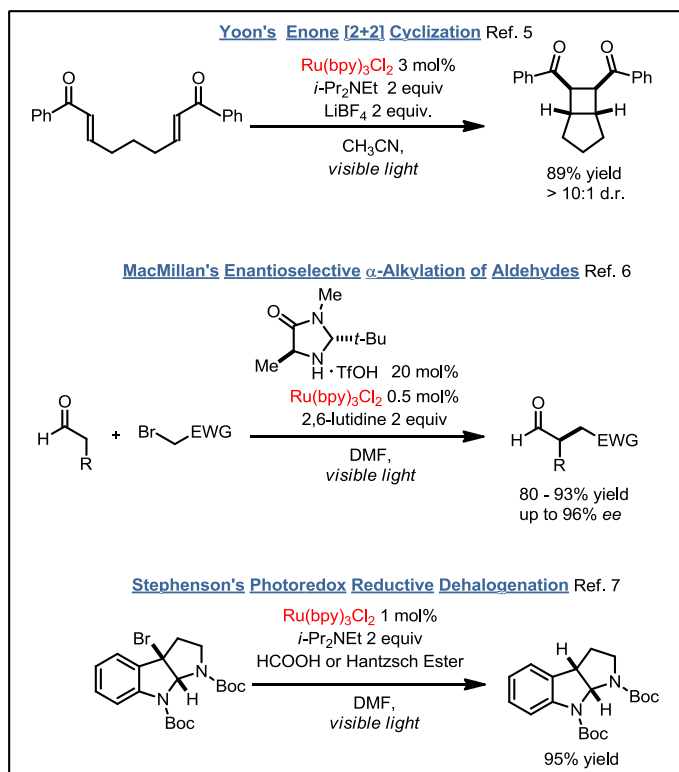 Yoon's Enone [2+2] Cyclization Ref. 5
Ru(bpy)3Cl2 3 mol%
i-Pr2NEt 2 equiv
LiBF4 2 equiv.
CH3CN,
visible light
O
O
Ph
Ph
O
O
Ph
Ph
H
H
89% yield
> 10:1 d.r.
MacMillan's Enantioselective α-Alkylation of Aldehydes Ref. 6
Me
O
N
t-Bu
Me
N
H · TfOH 20 mol%
Ru(bpy)3Cl2 0.5 mol%
2,6-lutidine 2 equiv
DMF,
visible light
O
H
R
+
Br
EWG
O
H
EWG
R
80 - 93% yield
up to 96% ee
Stephenson's Photoredox Reductive Dehalogenation Ref. 7
Ru(bpy)3Cl2 1 mol%
i-Pr2NEt 2 equiv
HCOOH or Hantzsch Ester
DMF,
visible light
Br
N
N
H
Boc
Boc
H
N
N
H
Boc
Boc
95% yield